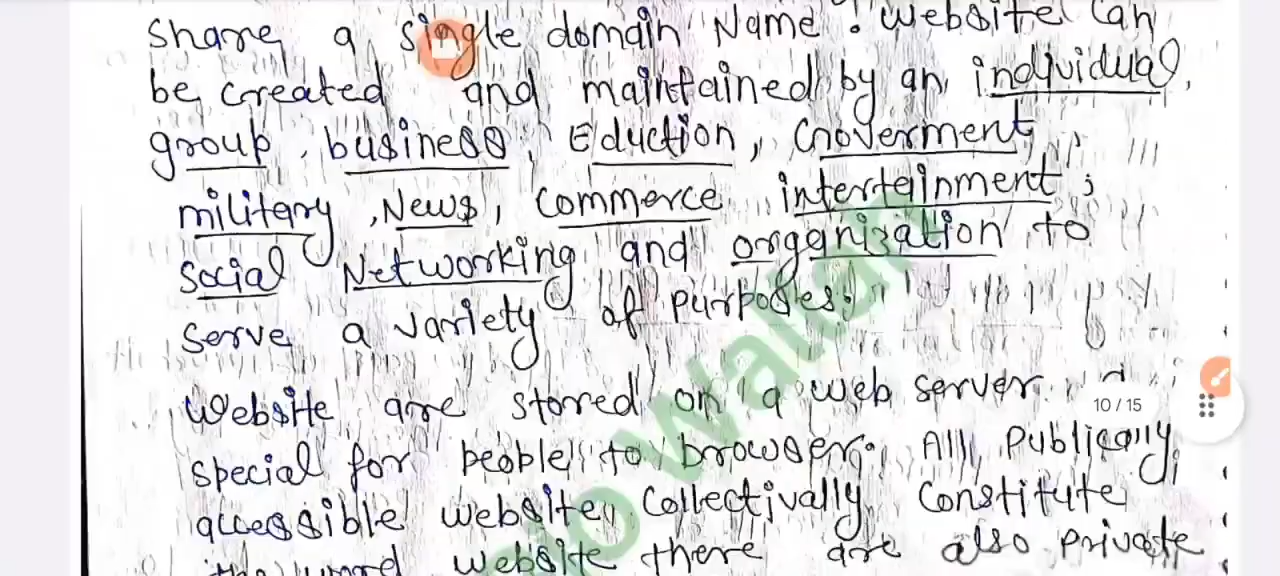 Share a single domain Name. Website Can
be created and maintained by an individual,
group, business, Eduction, Goverment,
military, News, Commerce intertainment,
social Networking and organization to
serve a variety of purposes.
Website are stored on a web server
10 / 15
special for people to browser. All Publically
accessible website, Collectivally Constitute
website there are also private